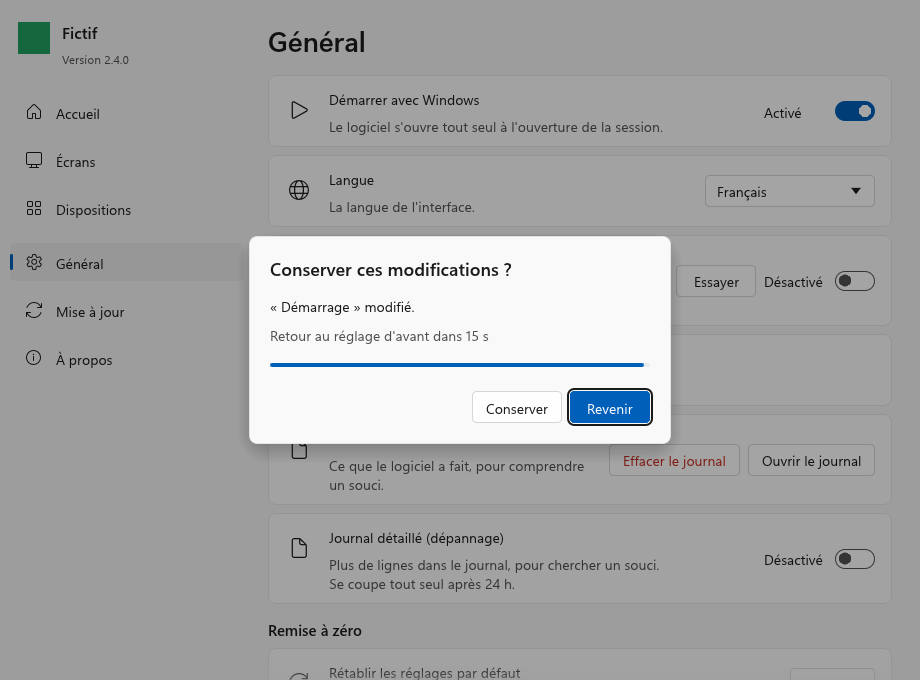 Fictif
Version 2.4.0
Accueil
Écrans
Dispositions
Général
Mise à jour
À propos
Général
Démarrer avec Windows
Le logiciel s'ouvre tout seul à l'ouverture de la session.
Activé
Langue
La langue de l'interface.
Français
Essayer
Désactivé
Conserver ces modifications ?
« Démarrage » modifié.
Retour au réglage d'avant dans 15 s
Conserver
Revenir
Ce que le logiciel a fait, pour comprendre
un souci.
Effacer le journal
Ouvrir le journal
Journal détaillé (dépannage)
Plus de lignes dans le journal, pour chercher un souci.
Se coupe tout seul après 24 h.
Désactivé
Remise à zéro
Rétablir les réglages par défaut